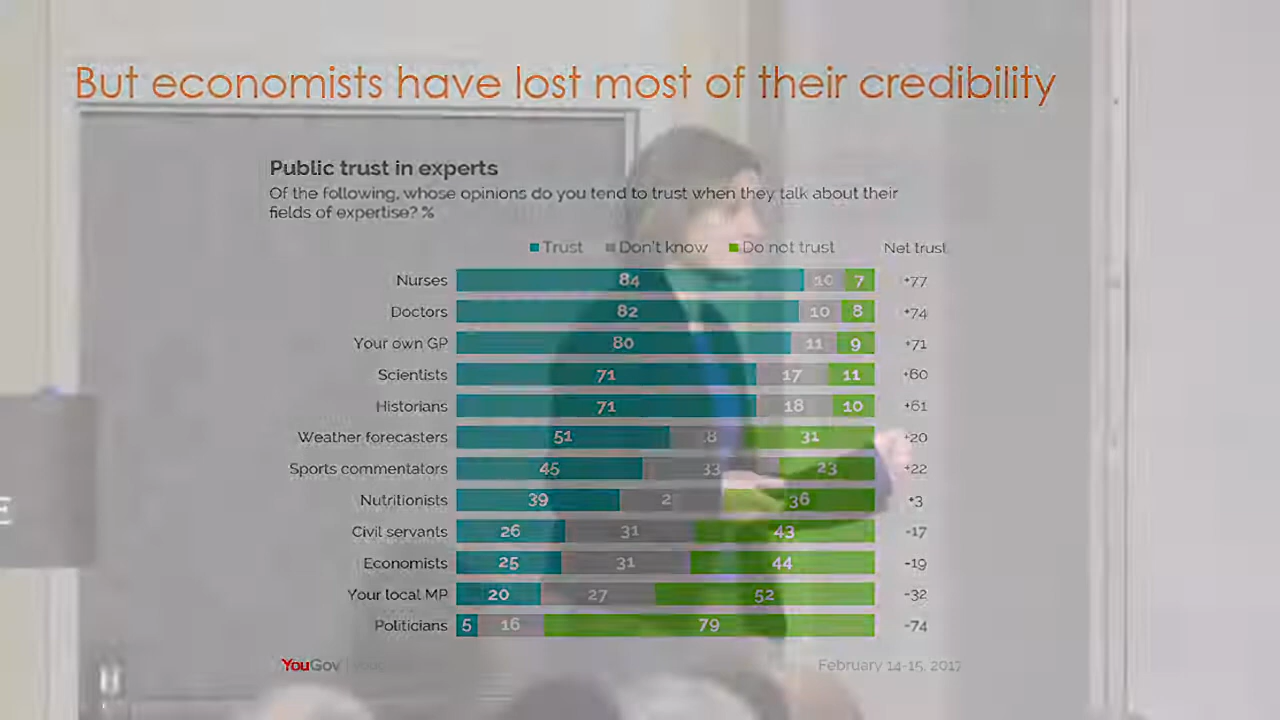 But economists have lost most of their credibility
Public trust in experts
Of the following, whose opinions do you tend to trust when they talk about their
fields of expertise? %
Trust Don't know Do not trust Net trust
Nurses 84 10 7 +77
Doctors 82 10 8 +74
Your own GP 80 11 9 +71
Scientists 71 17 11 +60
Historians 71 18 10 +61
Weather forecasters 51 31 +20
Sports commentators 45 33 23 +22
Nutritionists 39 36 +3
Civil servants 26 31 43 -17
Economists 25 31 44 -19
Your local MP 20 27 52 -32
Politicians 5 16 79 -74
YouGov February 14-15, 2017
E